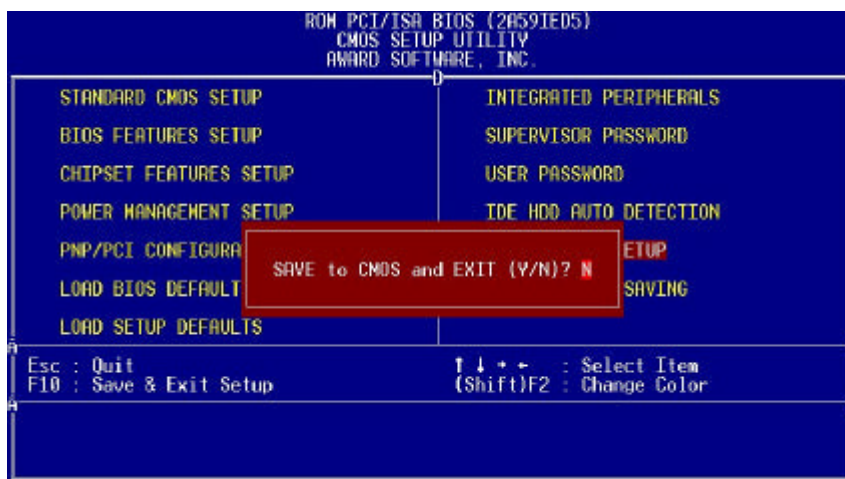 ROM PCI/ISA BIOS (2A59IED5)
CMOS SETUP UTILITY
AWARD SOFTWARE, INC.
STANDARD CMOS SETUP
BIOS FEATURES SETUP
CHIPSET FEATURES SETUP
POWER MANAGEMENT SETUP
PNP/PCI CONFIGURA
LOAD BIOS DEFAULT
LOAD SETUP DEFAULTS
INTEGRATED PERIPHERALS
SUPERVISOR PASSWORD
USER PASSWORD
IDE HDD AUTO DETECTION
ETUP
SAVING
SAVE to CMOS and EXIT (Y/N)? N
Esc : Quit
F10 : Save & Exit Setup
↑ ↓ → ← : Select Item
(Shift)F2 : Change Color